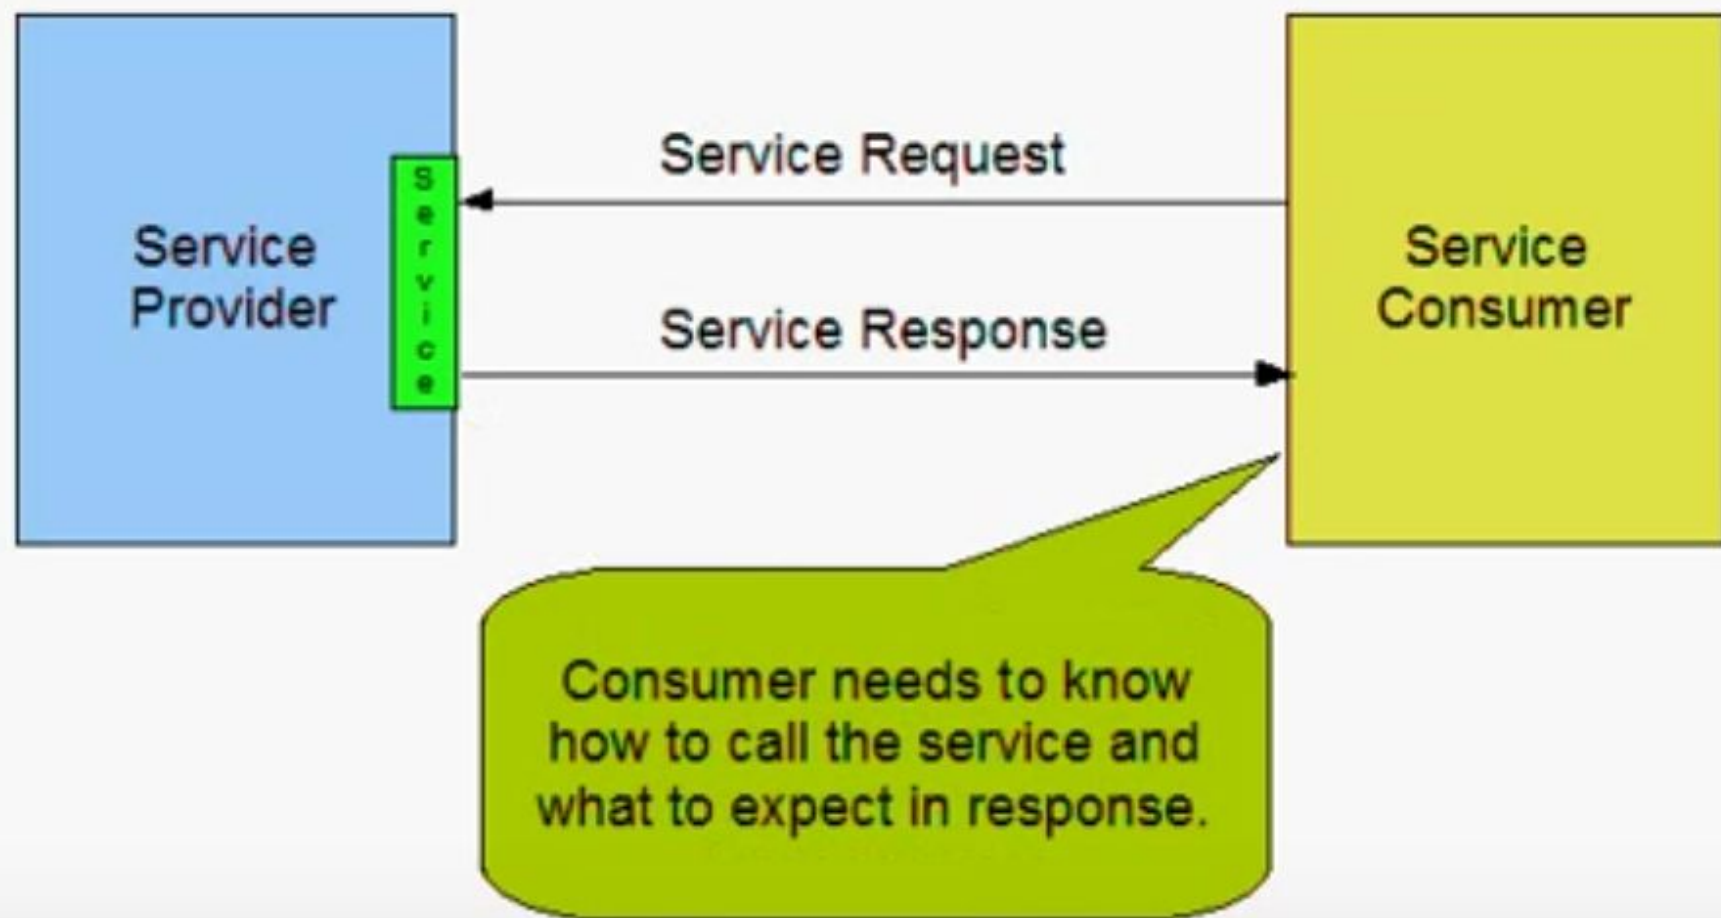 Service Request
Service
Service
Provider
Service Response
Service
Consumer
Consumer needs to know
how to call the service and
what to expect in response.